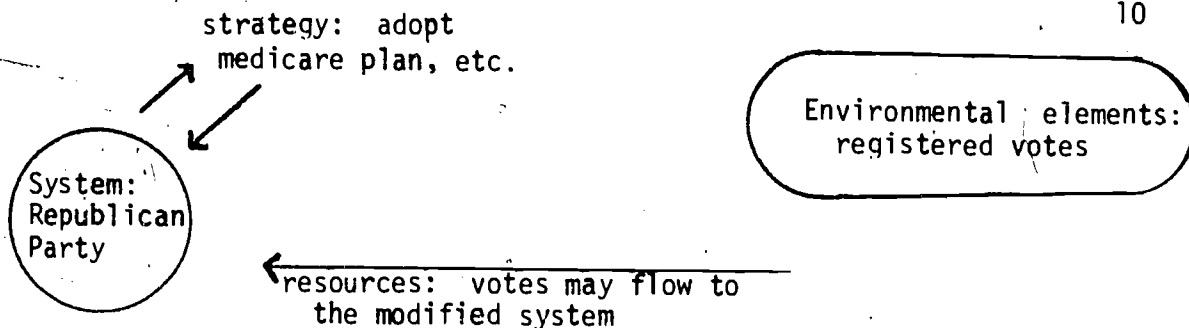 10
strategy: adopt
medicare plan, etc.
Environmental elements:
registered votes
System:
Republican
Party
resources: votes may flow to
the modified system